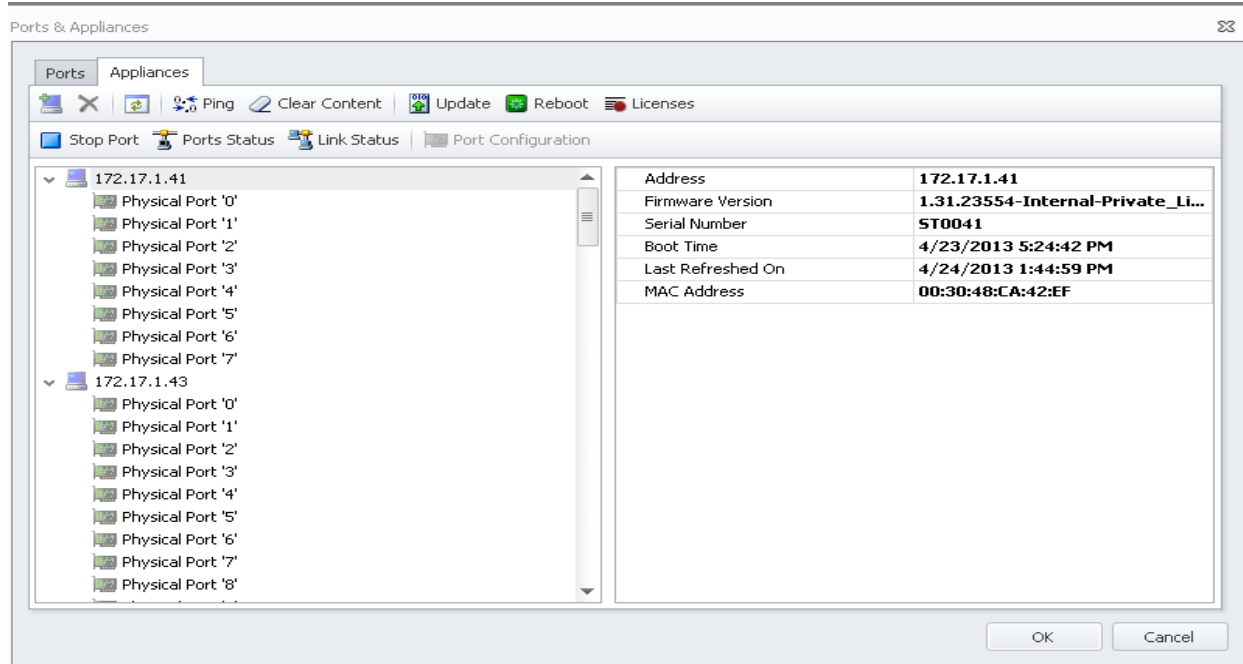 Ports & Appliances
Ports Appliances
Ping Clear Content Update Reboot Licenses
Stop Port Ports Status Link Status Port Configuration
172.17.1.41
Physical Port '0'
Physical Port '1'
Physical Port '2'
Physical Port '3'
Physical Port '4'
Physical Port '5'
Physical Port '6'
Physical Port '7'
172.17.1.43
Physical Port '0'
Physical Port '1'
Physical Port '2'
Physical Port '3'
Physical Port '4'
Physical Port '5'
Physical Port '6'
Physical Port '7'
Physical Port '8'
Address 172.17.1.41
Firmware Version 1.31.23554-Internal-Private_Li...
Serial Number ST0041
Boot Time 4/23/2013 5:24:42 PM
Last Refreshed On 4/24/2013 1:44:59 PM
MAC Address 00:30:48:CA:42:EF
OK Cancel